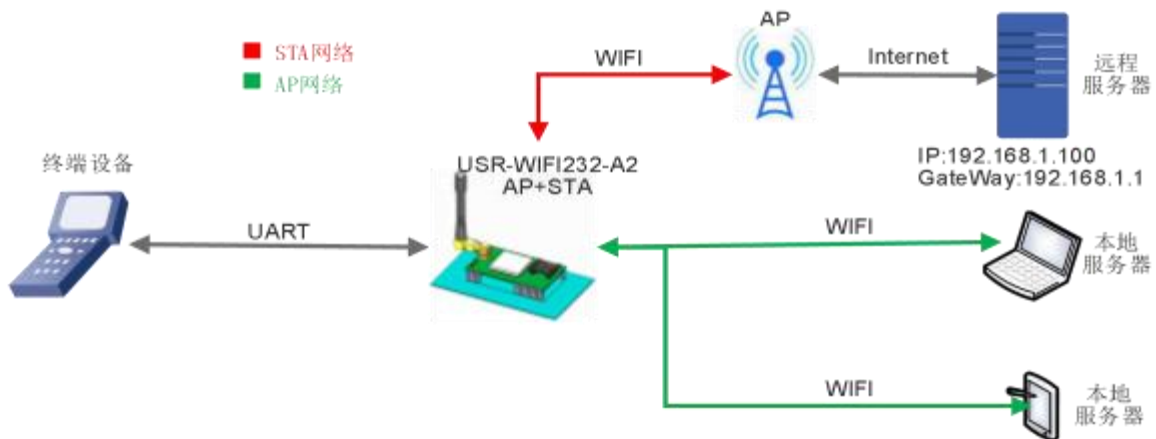 AP
STA网络
WIFI
Internet
远程
服务器
AP网络
IP:192.168.1.100
GateWay:192.168.1.1
终端设备
USR-WIFI232-A2
AP+STA
UART
WIFI
本地
服务器
WIFI
本地
服务器